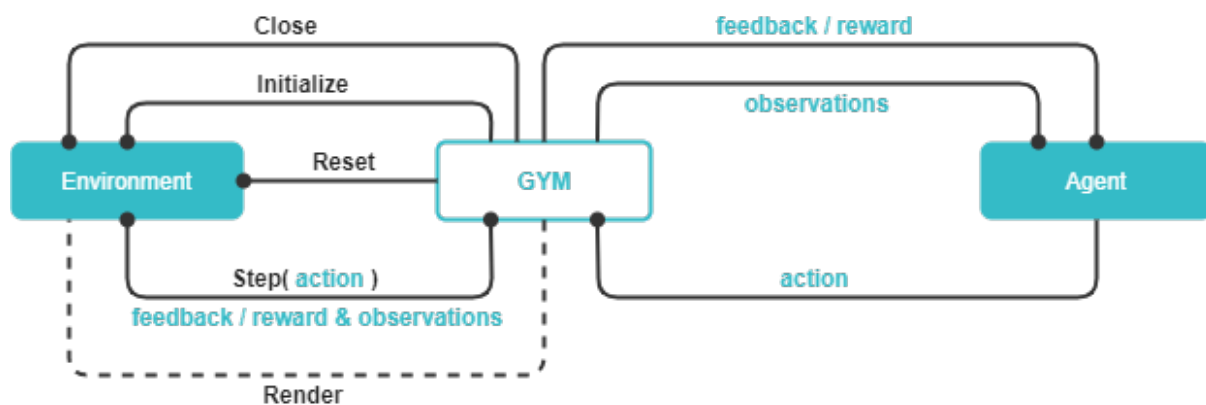 Close
feedback / reward
Initialize
observations
Reset
Environment
GYM
Agent
Step( action )
action
feedback / reward & observations
Render